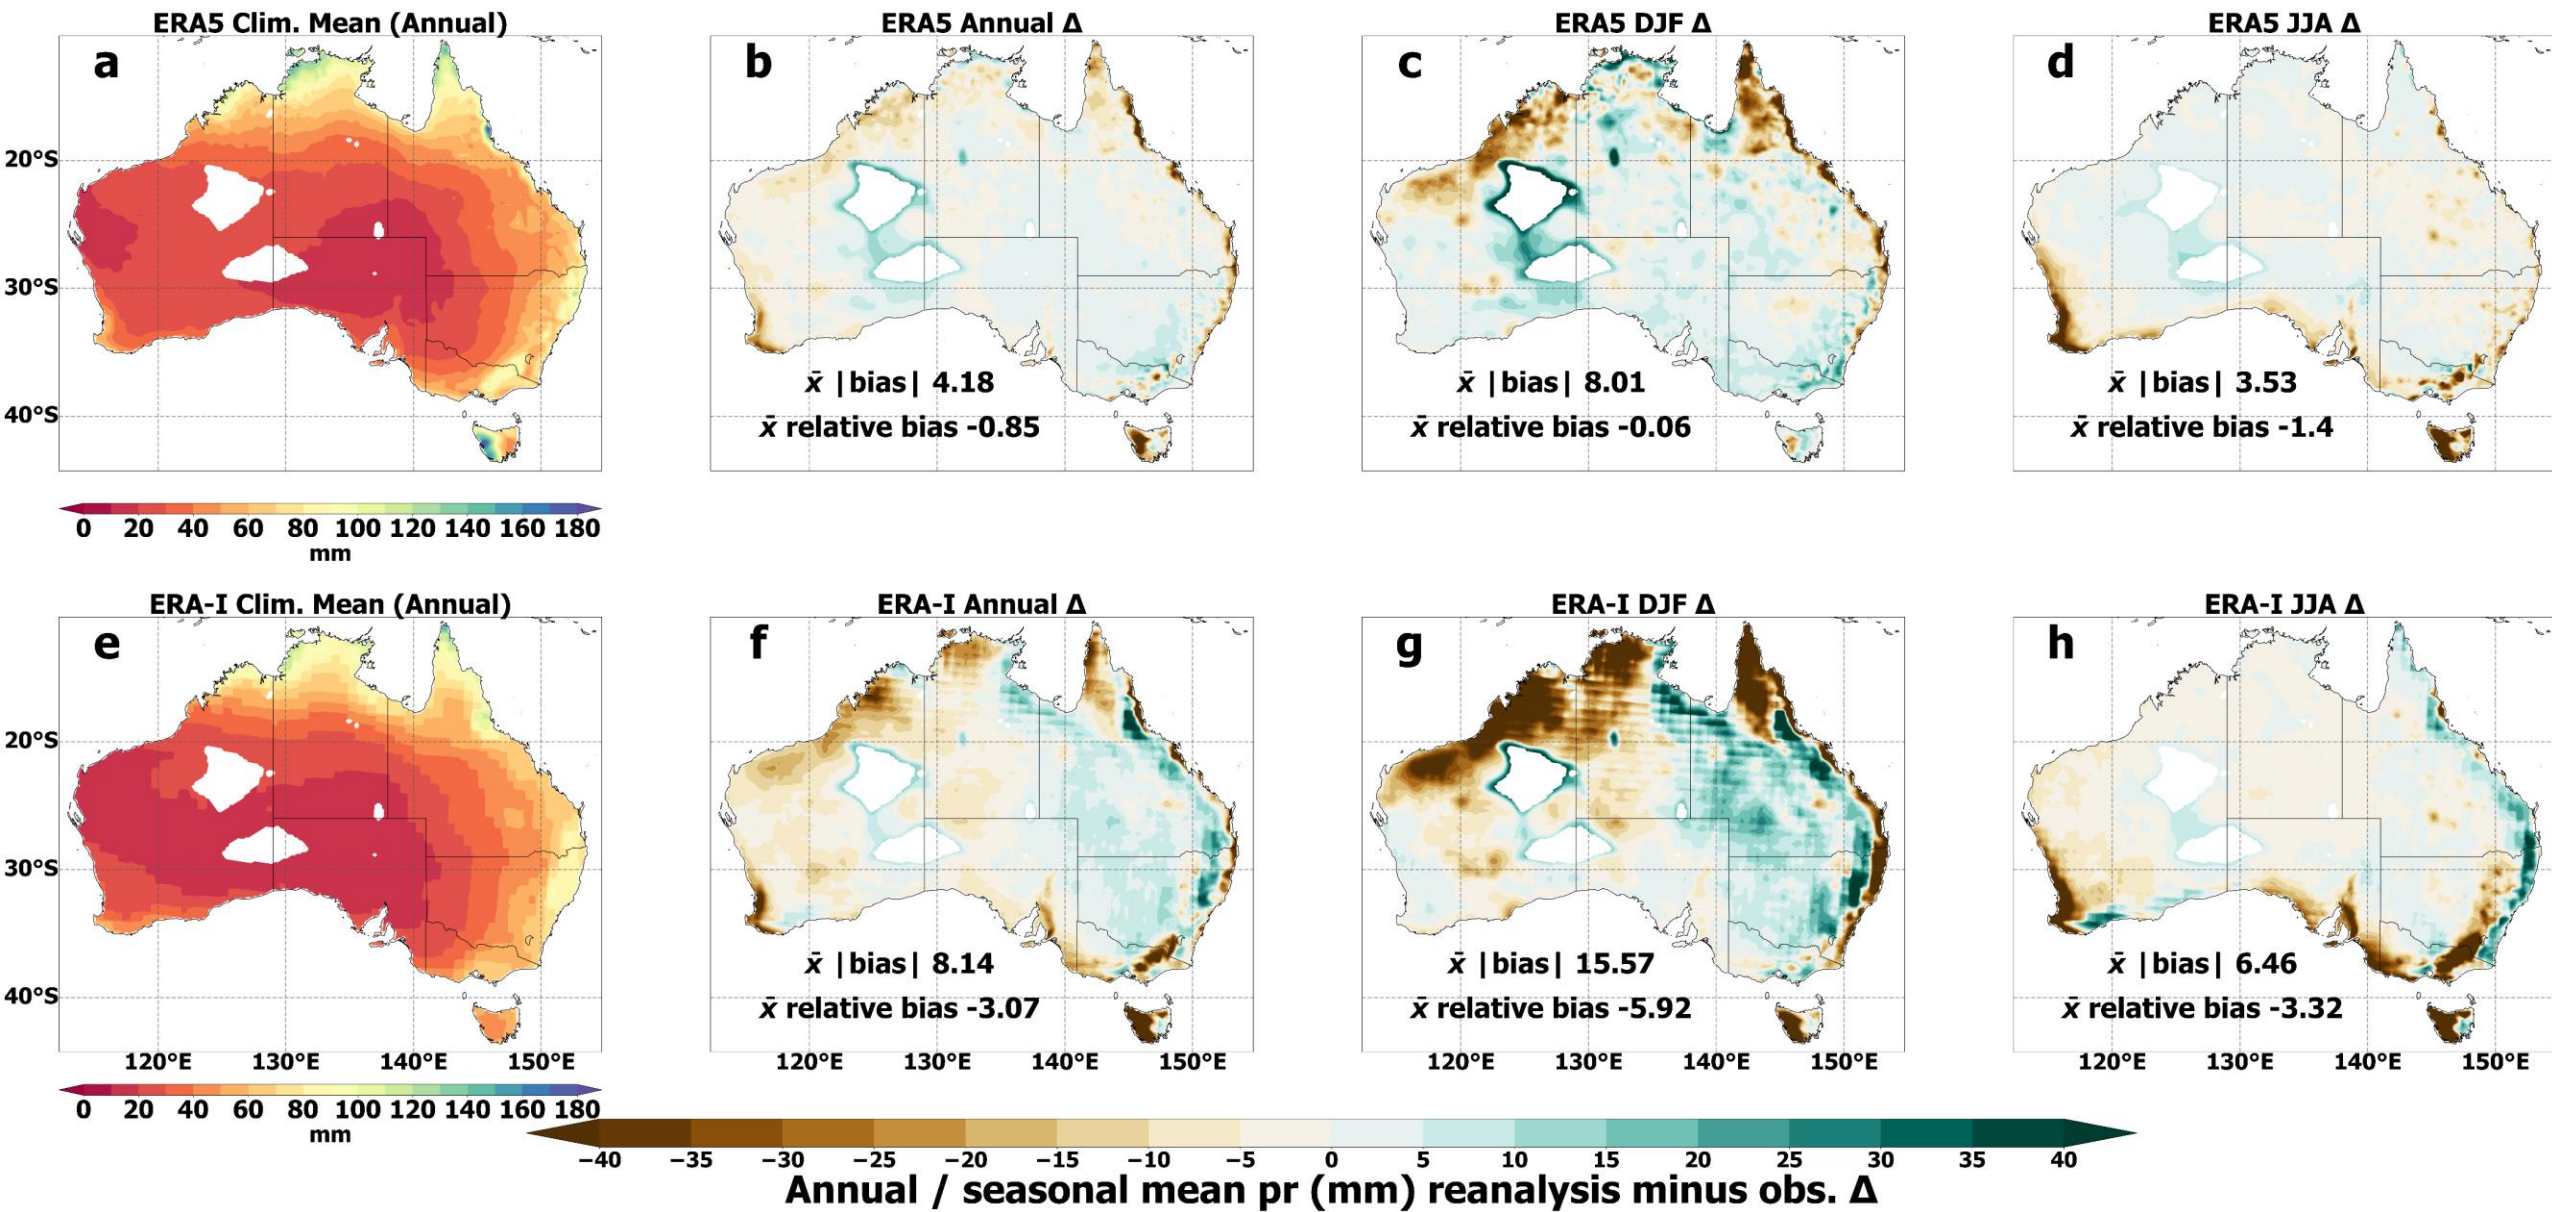 ERA5 Clim. Mean (Annual)
ERA5 Annual Δ
ERA5 DJF Δ
ERA5 JJA Δ
a
b
c
d
20°S
30°S
40°S
x̄ |bias| 4.18
x̄ relative bias -0.85
x̄ |bias| 8.01
x̄ relative bias -0.06
x̄ |bias| 3.53
x̄ relative bias -1.4
0 20 40 60 80 100 120 140 160 180
mm
ERA-I Clim. Mean (Annual)
ERA-I Annual Δ
ERA-I DJF Δ
ERA-I JJA Δ
e
f
g
h
20°S
30°S
40°S
x̄ |bias| 8.14
x̄ relative bias -3.07
x̄ |bias| 15.57
x̄ relative bias -5.92
x̄ |bias| 6.46
x̄ relative bias -3.32
120°E 130°E 140°E 150°E
120°E 130°E 140°E 150°E
120°E 130°E 140°E 150°E
120°E 130°E 140°E 150°E
0 20 40 60 80 100 120 140 160 180
mm
−40 −35 −30 −25 −20 −15 −10 −5 0 5 10 15 20 25 30 35 40
Annual / seasonal mean pr (mm) reanalysis minus obs. Δ